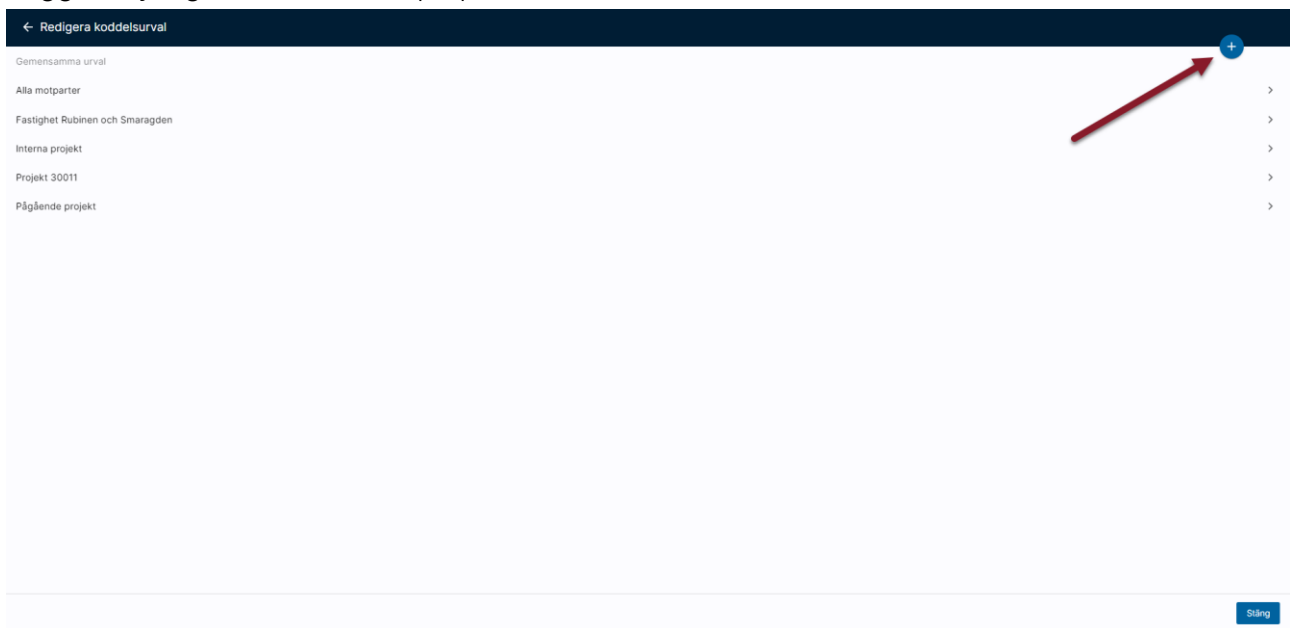 ← Redigera koddelsurval
+
Gemensamma urval
Alla motparter
Fastighet Rubinen och Smaragden
Interna projekt
Projekt 30011
Pågående projekt
Stäng